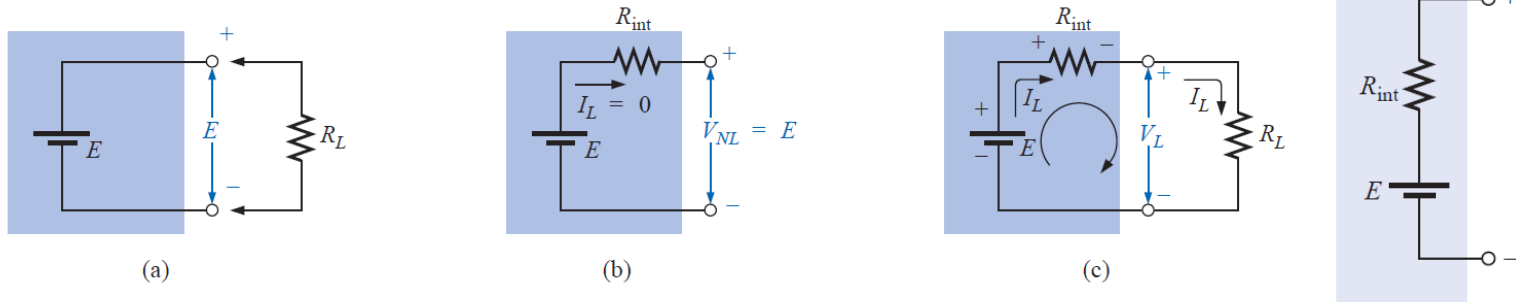 +
E
E
−
R_L
(a)
R_int
I_L = 0
E
+
V_NL = E
−
(b)
R_int
+ −
I_L
+
E
−
+
V_L
−
I_L
R_L
(c)
+
R_int
E
−